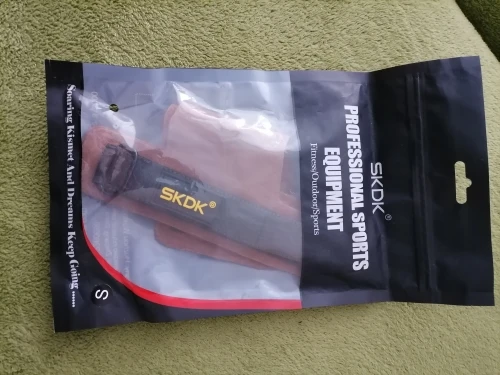 SKDK®
PROFESSIONAL SPORTS
EQUIPMENT
Fitness/Outdoor/Sports
SKDK®
Soaring Kismet And Dreams Keep Going ......
S